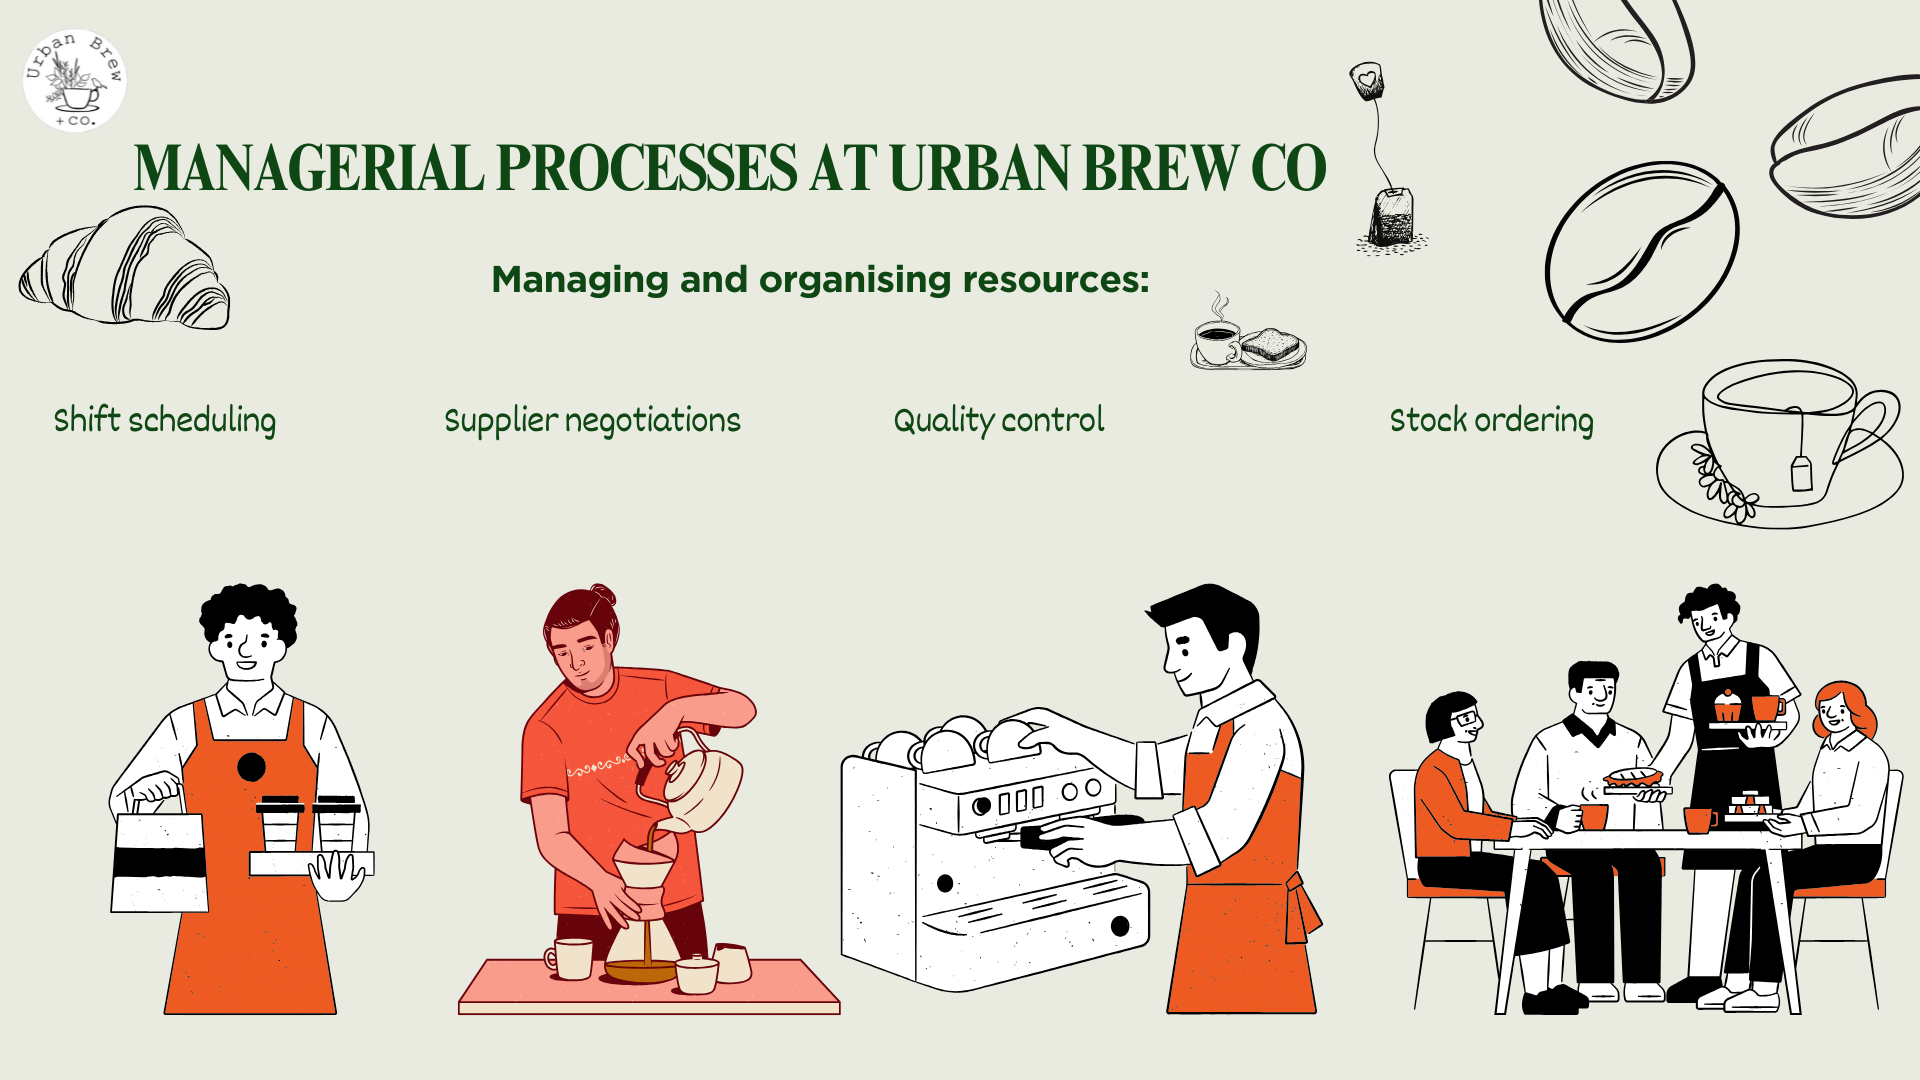 Urban Brew
+ CO.
MANAGERIAL PROCESSES AT URBAN BREW CO
Managing and organising resources:
Shift scheduling
Supplier negotiations
Quality control
Stock ordering